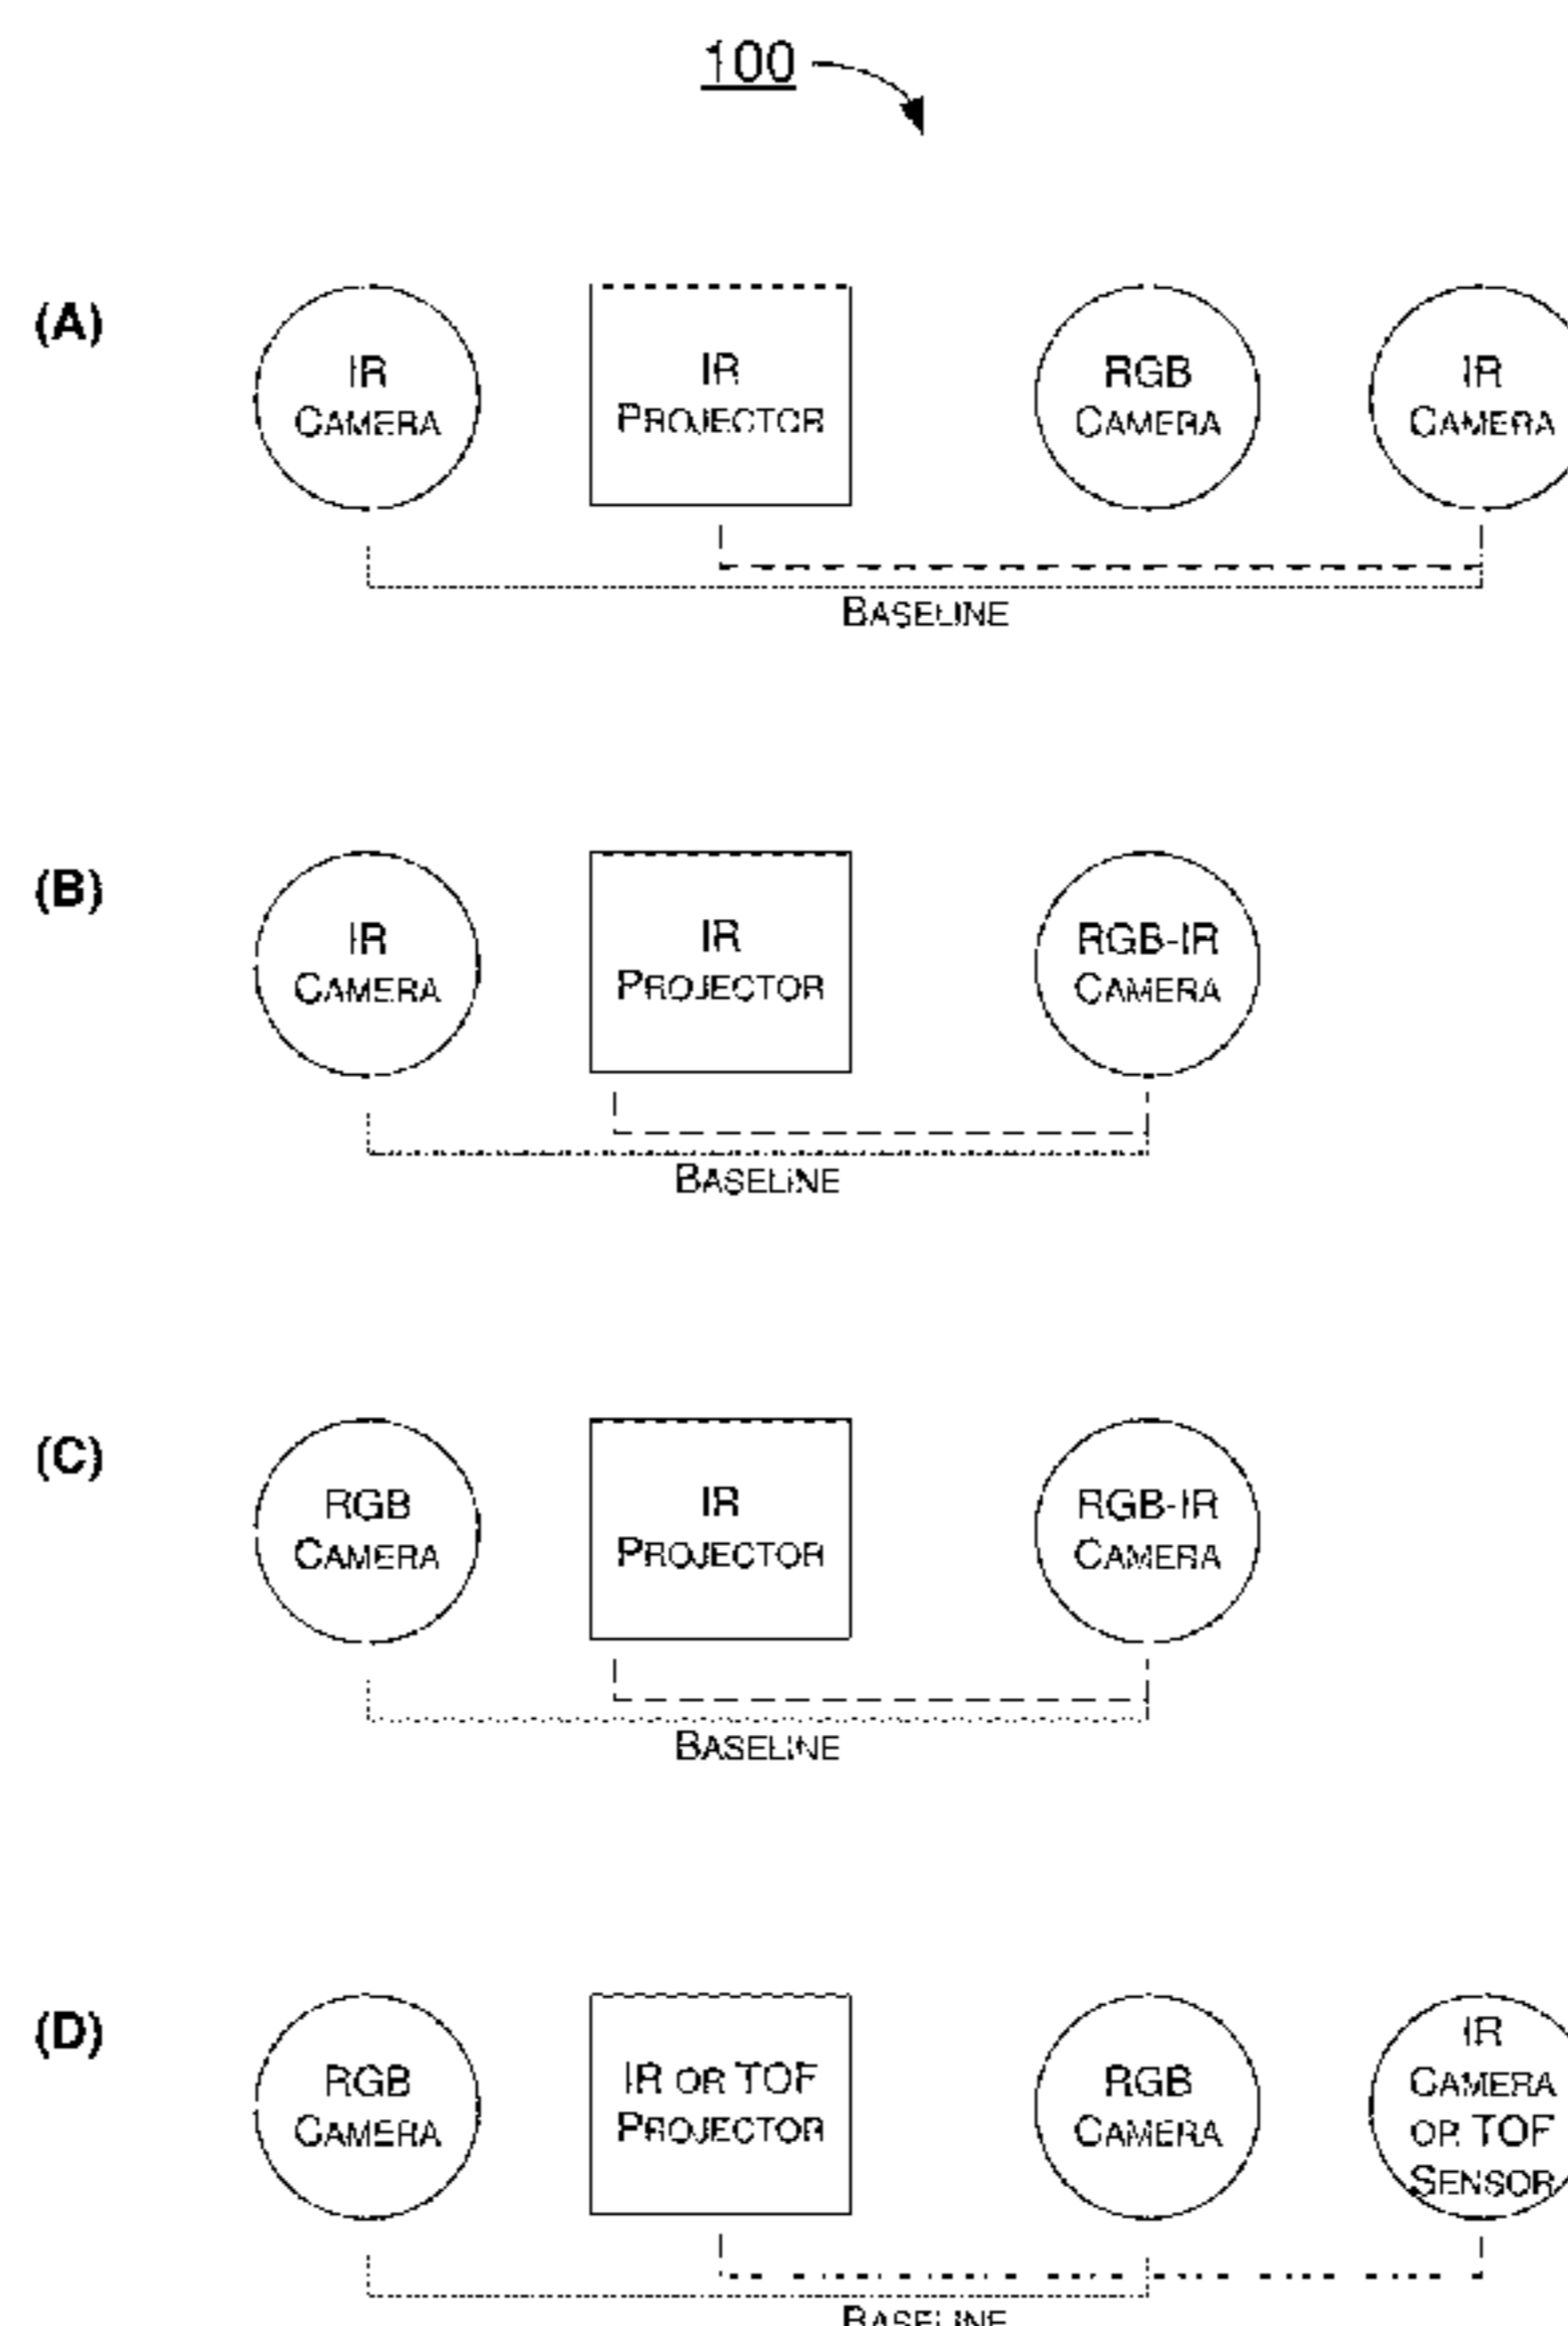 100
(A)
IR
CAMERA
IR
PROJECTOR
RGB
CAMERA
IR
CAMERA
BASELINE
(B)
IR
CAMERA
IR
PROJECTOR
RGB-IR
CAMERA
BASELINE
(C)
RGB
CAMERA
IR
PROJECTOR
RGB-IR
CAMERA
BASELINE
(D)
RGB
CAMERA
IR OR TOF
PROJECTOR
RGB
CAMERA
IR
CAMERA
OR TOF
SENSOR
BASELINE